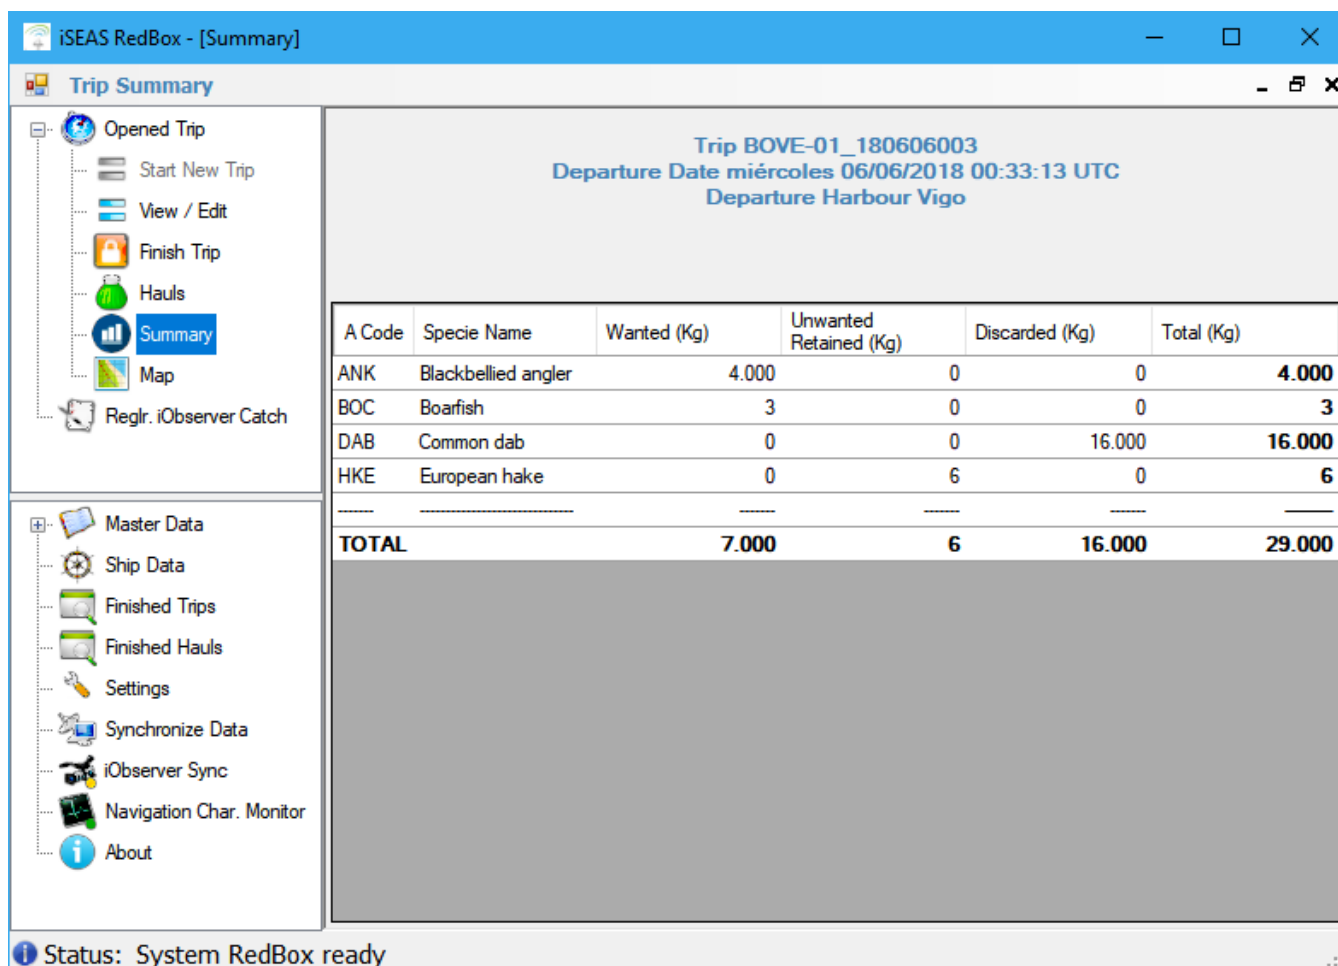 iSEAS RedBox - [Summary]
Trip Summary
Opened Trip
Start New Trip
View / Edit
Finish Trip
Hauls
Summary
Map
Reglr. iObserver Catch
Master Data
Ship Data
Finished Trips
Finished Hauls
Settings
Synchronize Data
iObserver Sync
Navigation Char. Monitor
About
Trip BOVE-01_180606003
Departure Date miércoles 06/06/2018 00:33:13 UTC
Departure Harbour Vigo
A Code Specie Name Wanted (Kg) Unwanted Retained (Kg) Discarded (Kg) Total (Kg)
ANK Blackbellied angler 4.000 0 0 4.000
BOC Boarfish 3 0 0 3
DAB Common dab 0 0 16.000 16.000
HKE European hake 0 6 0 6
------- ------------------------------ ------- ------- ------- -------
TOTAL 7.000 6 16.000 29.000
Status: System RedBox ready